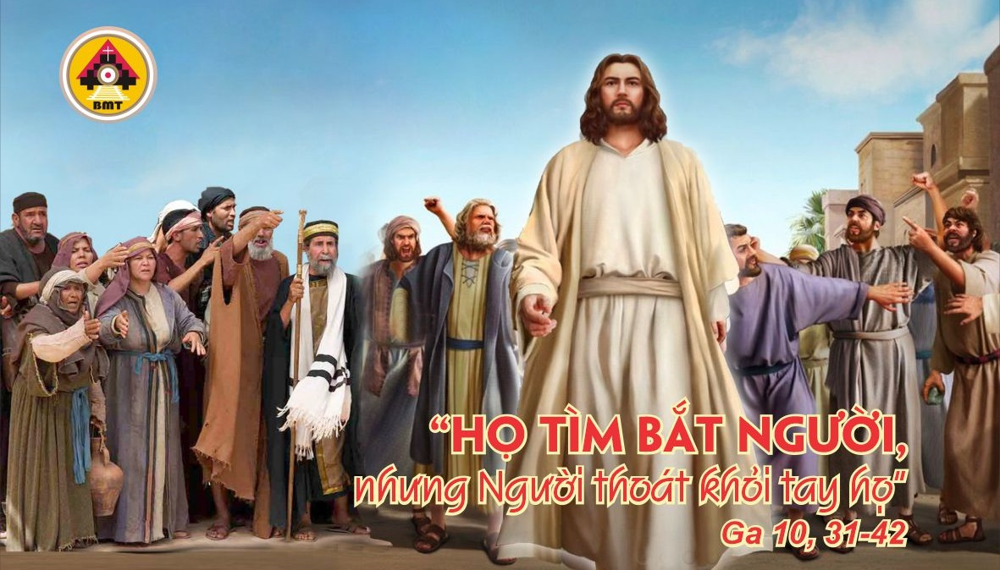 BMT
“HỌ TÌM BẮT NGƯỜI,
nhưng Người thoát khỏi tay họ”
Ga 10, 31-42